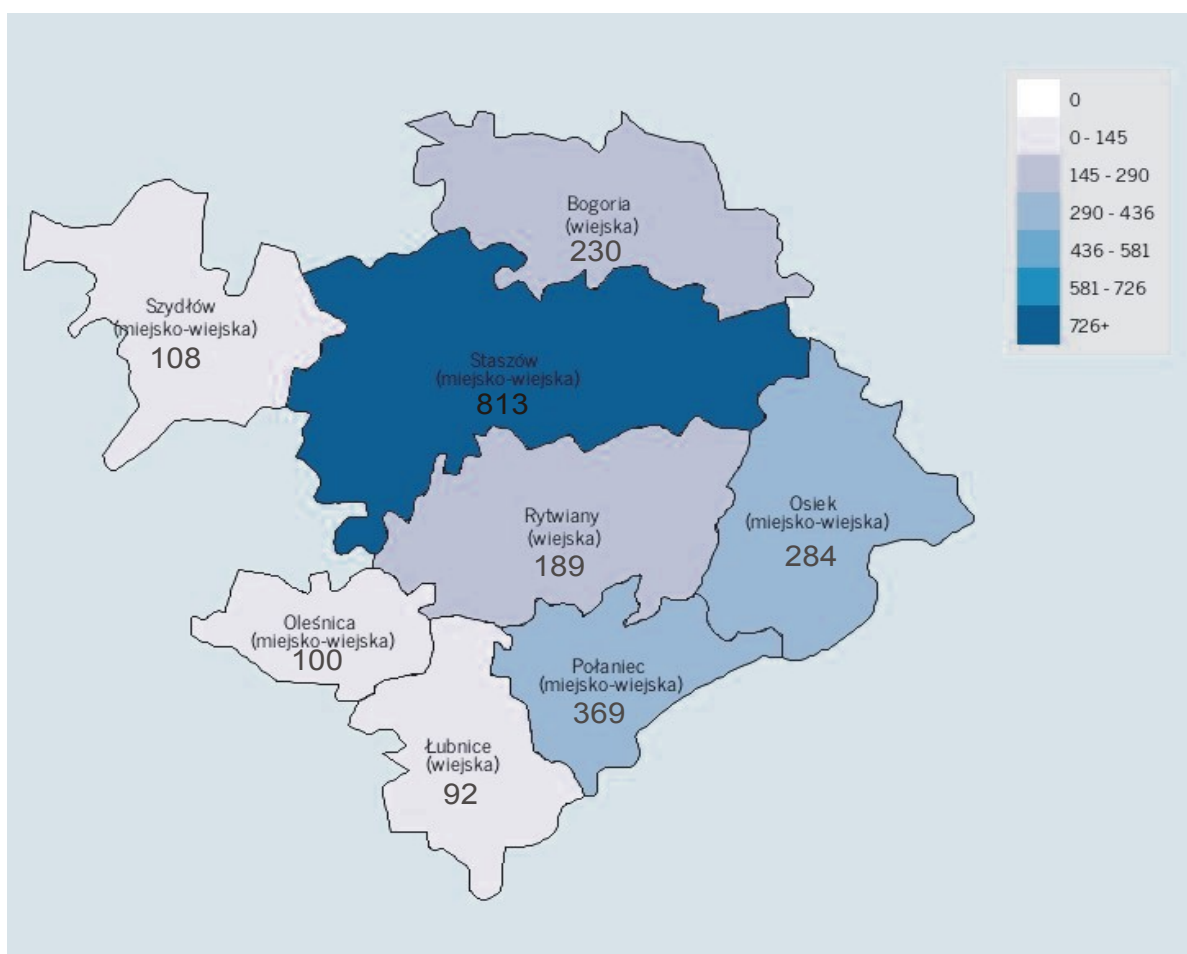 0
0 - 145
145 - 290
290 - 436
436 - 581
581 - 726
726+
Bogoria
(wiejska)
230
Szydłów
(miejsko-wiejska)
108
Staszów
(miejsko-wiejska)
813
Osiek
(miejsko-wiejska)
284
Rytwiany
(wiejska)
189
Oleśnica
(miejsko-wiejska)
100
Połaniec
(miejsko-wiejska)
369
Łubnice
(wiejska)
92